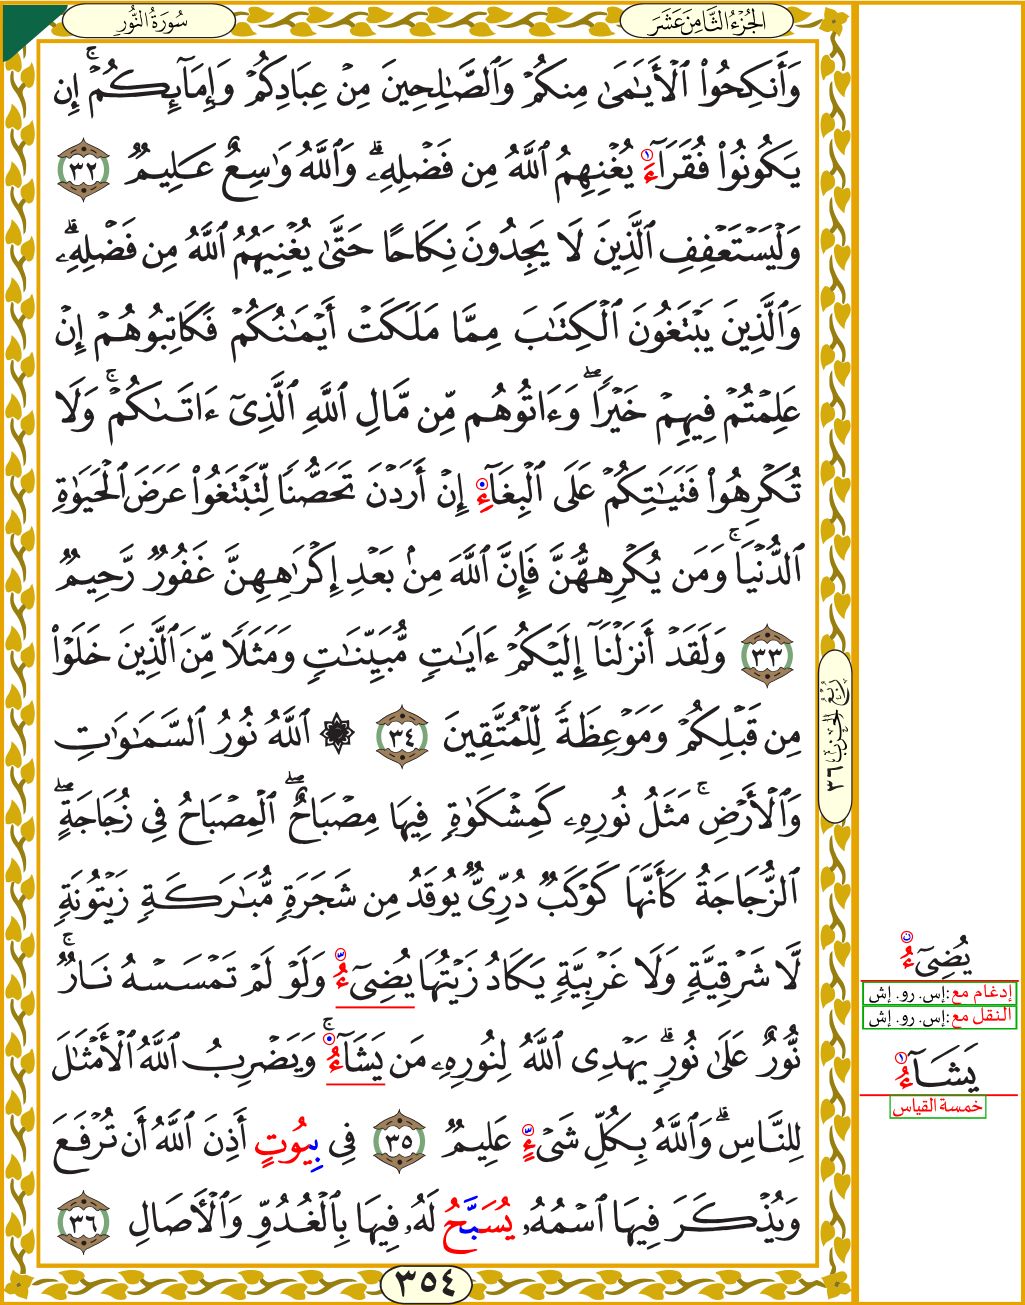 سُورَةُ النُّورِ
الجُزْءُ الثَّامِنَ عَشَرَ
وَأَنكِحُوا۟ ٱلْأَيَـٰمَىٰ مِنكُمْ وَٱلصَّـٰلِحِينَ مِنْ عِبَادِكُمْ وَإِمَآئِكُمْ ۚ إِن
يَكُونُوا۟ فُقَرَآءَ يُغْنِهِمُ ٱللَّهُ مِن فَضْلِهِۦ ۗ وَٱللَّهُ وَٰسِعٌ عَلِيمٌ ٣٢
وَلْيَسْتَعْفِفِ ٱلَّذِينَ لَا يَجِدُونَ نِكَاحًا حَتَّىٰ يُغْنِيَهُمُ ٱللَّهُ مِن فَضْلِهِۦ ۗ
وَٱلَّذِينَ يَبْتَغُونَ ٱلْكِتَـٰبَ مِمَّا مَلَكَتْ أَيْمَـٰنُكُمْ فَكَاتِبُوهُمْ إِنْ
عَلِمْتُمْ فِيهِمْ خَيْرًا ۖ وَءَاتُوهُم مِّن مَّالِ ٱللَّهِ ٱلَّذِىٓ ءَاتَىٰكُمْ ۚ وَلَا
تُكْرِهُوا۟ فَتَيَـٰتِكُمْ عَلَى ٱلْبِغَآءِ إِنْ أَرَدْنَ تَحَصُّنًا لِّتَبْتَغُوا۟ عَرَضَ ٱلْحَيَوٰةِ
ٱلدُّنْيَا ۚ وَمَن يُكْرِههُّنَّ فَإِنَّ ٱللَّهَ مِنۢ بَعْدِ إِكْرَٰهِهِنَّ غَفُورٌ رَّحِيمٌ
٣٣ وَلَقَدْ أَنزَلْنَآ إِلَيْكُمْ ءَايَـٰتٍ مُّبَيِّنَـٰتٍ وَمَثَلًا مِّنَ ٱلَّذِينَ خَلَوْا۟
مِن قَبْلِكُمْ وَمَوْعِظَةً لِّلْمُتَّقِينَ ٣٤ ۞ ٱللَّهُ نُورُ ٱلسَّمَـٰوَٰتِ
وَٱلْأَرْضِ ۚ مَثَلُ نُورِهِۦ كَمِشْكَوٰةٍ فِيهَا مِصْبَاحٌ ۖ ٱلْمِصْبَاحُ فِى زُجَاجَةٍ ۖ
ٱلزُّجَاجَةُ كَأَنَّهَا كَوْكَبٌ دُرِّىٌّ يُوقَدُ مِن شَجَرَةٍ مُّبَـٰرَكَةٍ زَيْتُونَةٍ
لَّا شَرْقِيَّةٍ وَلَا غَرْبِيَّةٍ يَكَادُ زَيْتُهَا يُضِىٓءُ وَلَوْ لَمْ تَمْسَسْهُ نَارٌ ۚ
نُّورٌ عَلَىٰ نُورٍ ۗ يَهْدِى ٱللَّهُ لِنُورِهِۦ مَن يَشَآءُ ۚ وَيَضْرِبُ ٱللَّهُ ٱلْأَمْثَـٰلَ
لِلنَّاسِ ۗ وَٱللَّهُ بِكُلِّ شَىْءٍ عَلِيمٌ ٣٥ فِى بِيُوتٍ أَذِنَ ٱللَّهُ أَن تُرْفَعَ
وَيُذْكَرَ فِيهَا ٱسْمُهُۥ يُسَبَّحُ لَهُۥ فِيهَا بِٱلْغُدُوِّ وَٱلْأَصَالِ ٣٦
٣٥٤
رُبْعُ الحِزْبِ ٣٦
يُضِىٓءُ
إدغام مع: إس. رو. إش
النقل مع: إس. رو. إش
يَشَآءُ
خمسة القياس